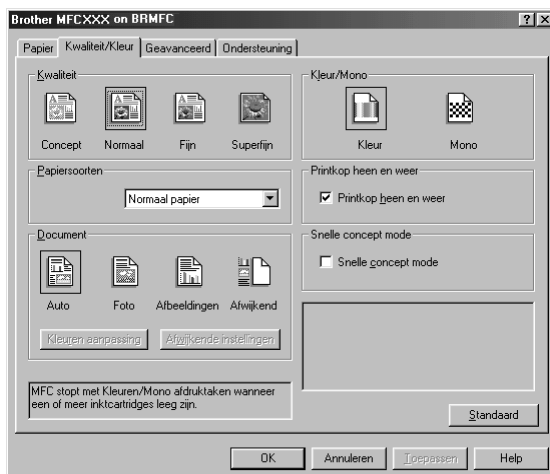 Brother MFCXXX on BRMFC
Papier Kwaliteit/Kleur Geavanceerd Ondersteuning
Kwaliteit
Concept Normaal Fijn Superfijn
Kleur/Mono
Kleur Mono
Papiersoorten
Normaal papier
Printkop heen en weer
Printkop heen en weer
Document
Auto Foto Afbeeldingen Afwijkend
Kleuren aanpassing Afwijkende instellingen
Snelle concept mode
Snelle concept mode
MFC stopt met Kleuren/Mono afdruktaken wanneer
een of meer inktcartridges leeg zijn.
Standaard
OK Annuleren Toepassen Help